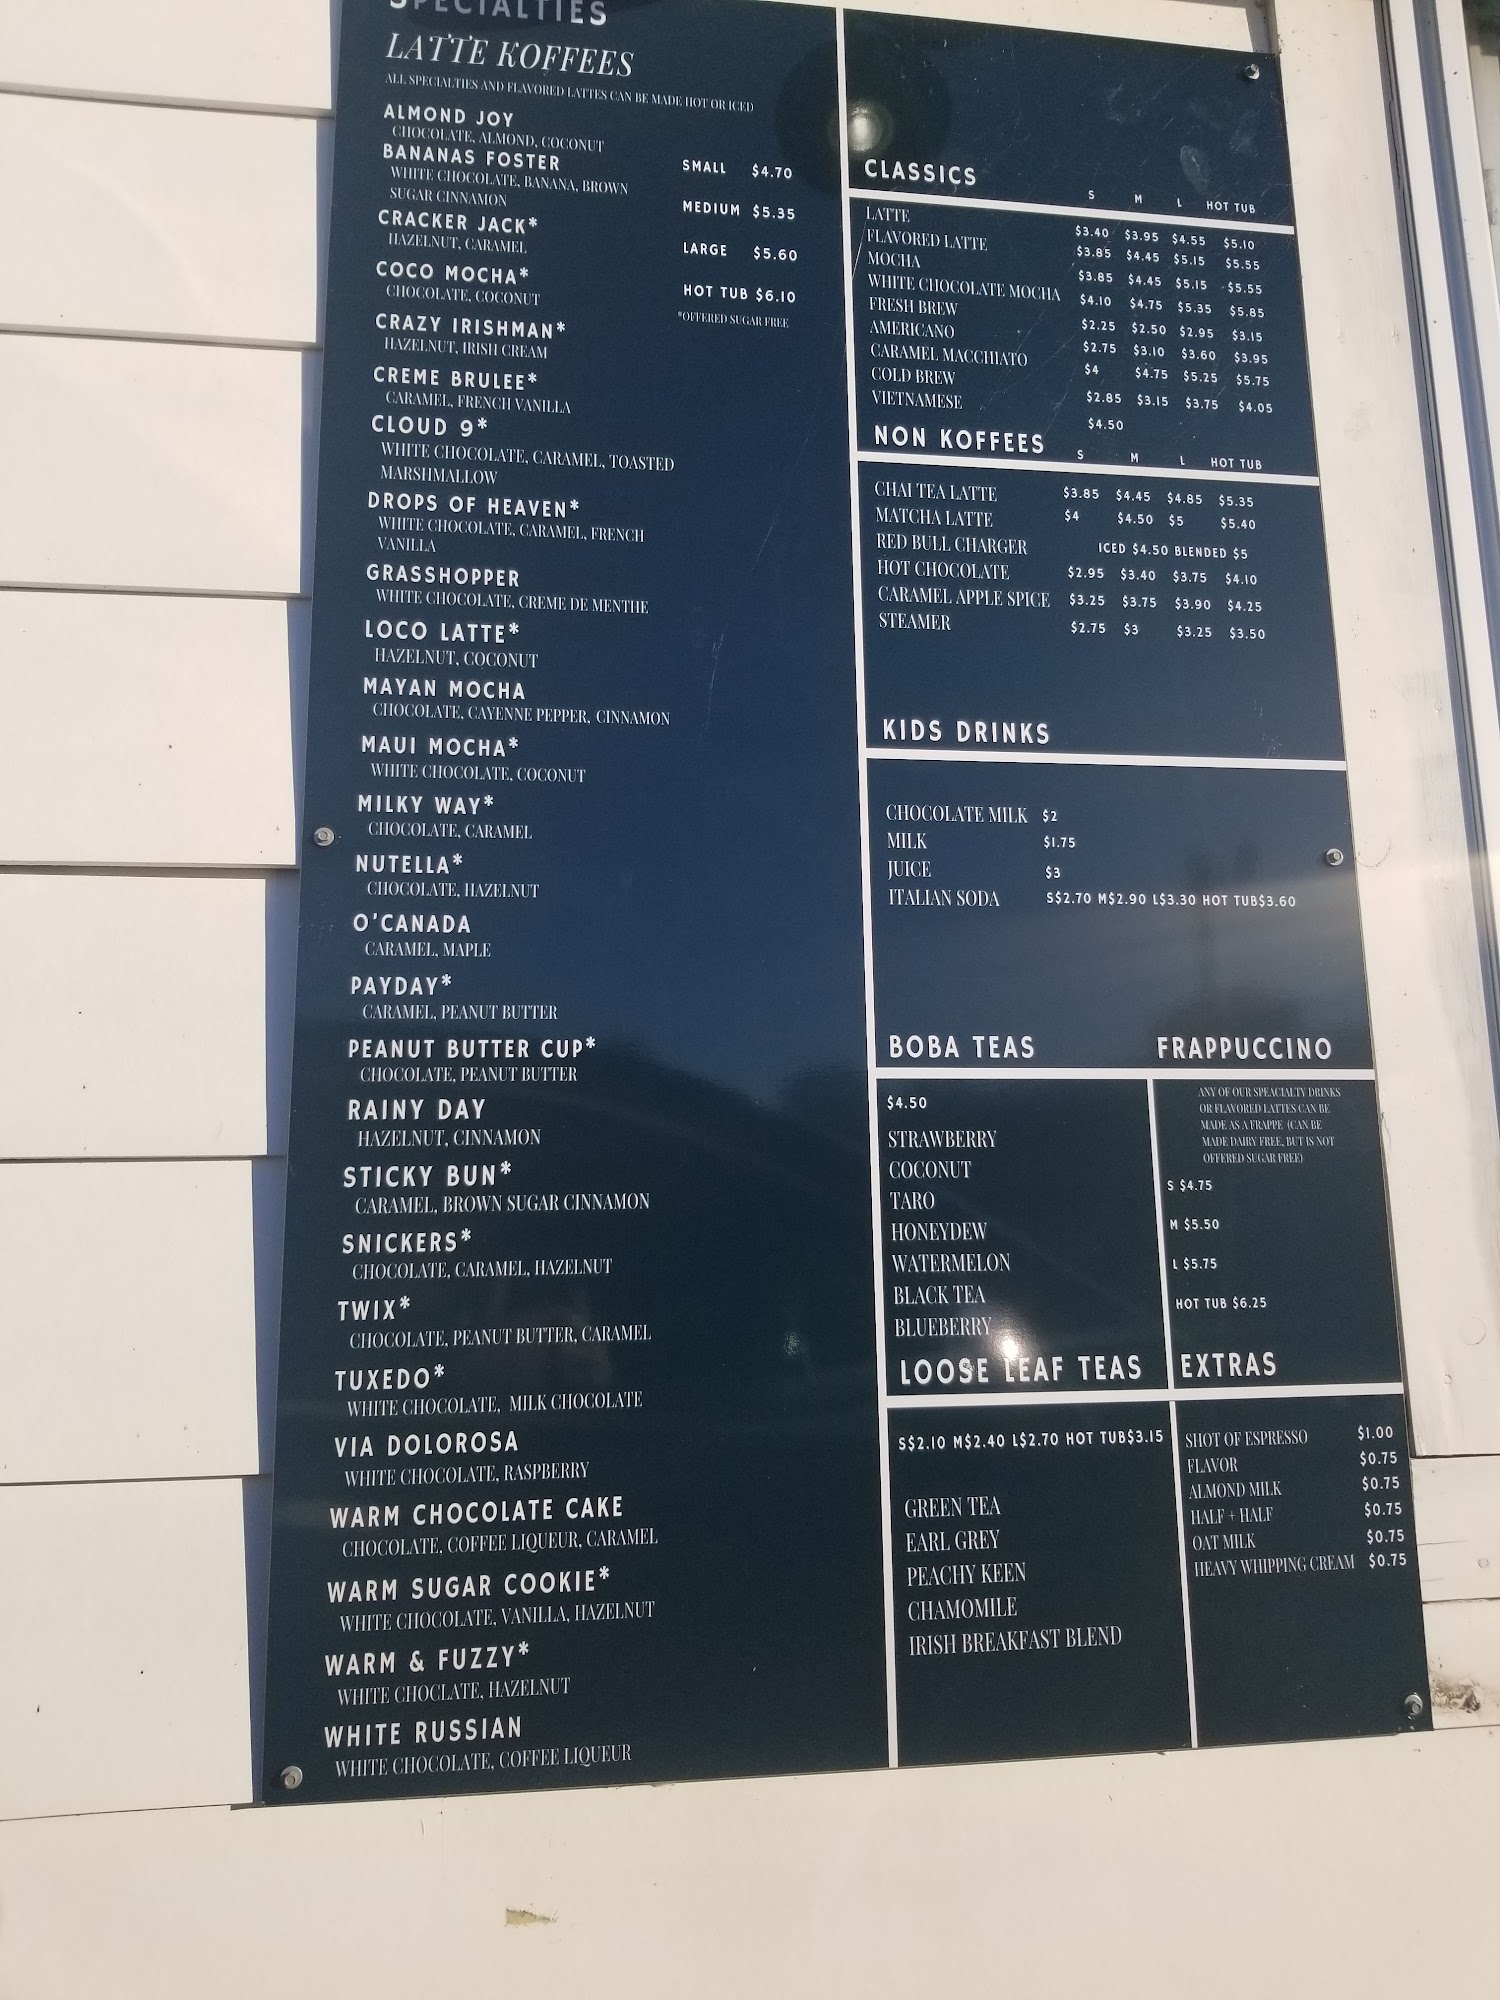 SPECIALTIES
LATTE KOFFEES
ALL SPECIALTIES AND FLAVORED LATTES CAN BE MADE HOT OR ICED
ALMOND JOY
CHOCOLATE, ALMOND, COCONUT
BANANAS FOSTER
WHITE CHOCOLATE, BANANA, BROWN
SUGAR CINNAMON
CRACKER JACK*
HAZELNUT, CARAMEL
COCO MOCHA*
CHOCOLATE, COCONUT
CRAZY IRISHMAN*
HAZELNUT, IRISH CREAM
CREME BRULEE*
CARAMEL, FRENCH VANILLA
CLOUD 9*
WHITE CHOCOLATE, CARAMEL, TOASTED
MARSHMALLOW
DROPS OF HEAVEN*
WHITE CHOCOLATE, CARAMEL, FRENCH
VANILLA
GRASSHOPPER
WHITE CHOCOLATE, CREME DE MENTHE
LOCO LATTE*
HAZELNUT, COCONUT
MAYAN MOCHA
CHOCOLATE, CAYENNE PEPPER, CINNAMON
MAUI MOCHA*
WHITE CHOCOLATE, COCONUT
MILKY WAY*
CHOCOLATE, CARAMEL
NUTELLA*
CHOCOLATE, HAZELNUT
O'CANADA
CARAMEL, MAPLE
PAYDAY*
CARAMEL, PEANUT BUTTER
PEANUT BUTTER CUP*
CHOCOLATE, PEANUT BUTTER
RAINY DAY
HAZELNUT, CINNAMON
STICKY BUN*
CARAMEL, BROWN SUGAR CINNAMON
SNICKERS*
CHOCOLATE, CARAMEL, HAZELNUT
TWIX*
CHOCOLATE, PEANUT BUTTER, CARAMEL
TUXEDO*
WHITE CHOCOLATE, MILK CHOCOLATE
VIA DOLOROSA
WHITE CHOCOLATE, RASPBERRY
WARM CHOCOLATE CAKE
CHOCOLATE, COFFEE LIQUEUR, CARAMEL
WARM SUGAR COOKIE*
WHITE CHOCOLATE, VANILLA, HAZELNUT
WARM & FUZZY*
WHITE CHOCLATE, HAZELNUT
WHITE RUSSIAN
WHITE CHOCOLATE, COFFEE LIQUEUR
SMALL $4.70
MEDIUM $5.35
LARGE $5.60
HOT TUB $6.10
*OFFERED SUGAR FREE
CLASSICS
S M L HOT TUB
LATTE $3.40 $3.95 $4.55 $5.10
FLAVORED LATTE $3.85 $4.45 $5.15 $5.55
MOCHA $3.85 $4.45 $5.15 $5.55
WHITE CHOCOLATE MOCHA $4.10 $4.75 $5.35 $5.85
FRESH BREW $2.25 $2.50 $2.95 $3.15
AMERICANO $2.75 $3.10 $3.60 $3.95
CARAMEL MACCHIATO $4 $4.75 $5.25 $5.75
COLD BREW $2.85 $3.15 $3.75 $4.05
VIETNAMESE $4.50
NON KOFFEES
S M L HOT TUB
CHAI TEA LATTE $3.85 $4.45 $4.85 $5.35
MATCHA LATTE $4 $4.50 $5 $5.40
RED BULL CHARGER ICED $4.50 BLENDED $5
HOT CHOCOLATE $2.95 $3.40 $3.75 $4.10
CARAMEL APPLE SPICE $3.25 $3.75 $3.90 $4.25
STEAMER $2.75 $3 $3.25 $3.50
KIDS DRINKS
CHOCOLATE MILK $2
MILK $1.75
JUICE $3
ITALIAN SODA S$2.70 M$2.90 L$3.30 HOT TUB$3.60
BOBA TEAS
$4.50
STRAWBERRY
COCONUT
TARO
HONEYDEW
WATERMELON
BLACK TEA
BLUEBERRY
FRAPPUCCINO
ANY OF OUR SPEACIALTY DRINKS
OR FLAVORED LATTES CAN BE
MADE AS A FRAPPE (CAN BE
MADE DAIRY FREE, BUT IS NOT
OFFERED SUGAR FREE)
S $4.75
M $5.50
L $5.75
HOT TUB $6.25
LOOSE LEAF TEAS
S$2.10 M$2.40 L$2.70 HOT TUB$3.15
GREEN TEA
EARL GREY
PEACHY KEEN
CHAMOMILE
IRISH BREAKFAST BLEND
EXTRAS
SHOT OF ESPRESSO $1.00
FLAVOR $0.75
ALMOND MILK $0.75
HALF + HALF $0.75
OAT MILK $0.75
HEAVY WHIPPING CREAM $0.75